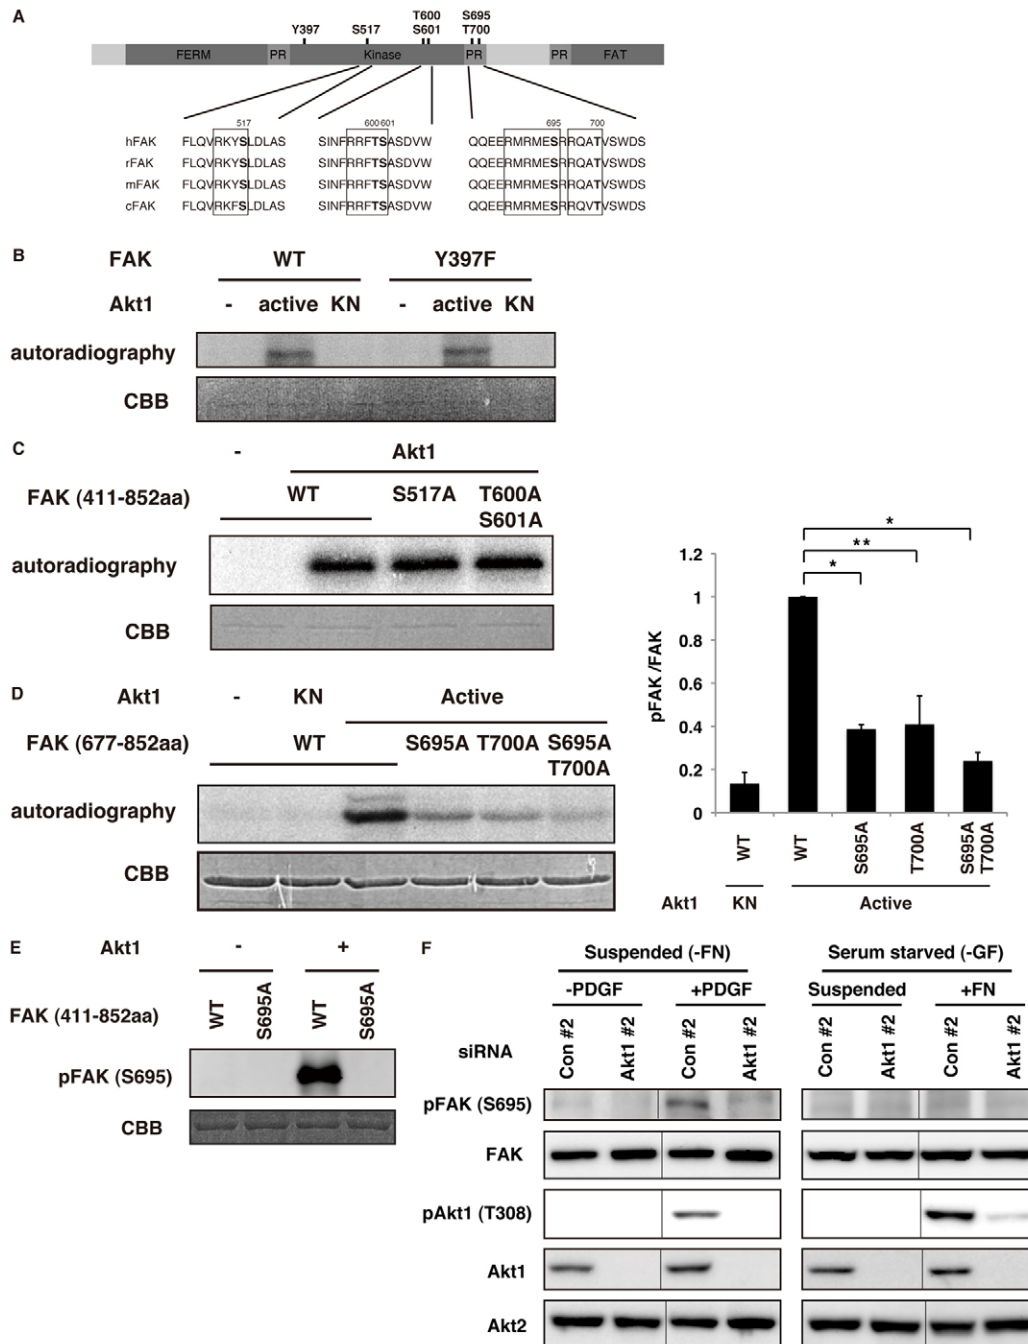 A
T600 S695
Y397 S517 S601 T700
FERM PR Kinase PR PR FAT
517 600 601 695 700
hFAK FLQVRKYSLDLAS SINFRRFTSASDVW QQEERMRMESRRQATVSWDS
rFAK FLQVRKYSLDLAS SINFRRFTSASDVW QQEERMRMESRRQATVSWDS
mFAK FLQVRKYSLDLAS SINFRRFTSASDVW QQEERMRMESRRQATVSWDS
cFAK FLQVRKFSLDLAS SINFRRFTSASDVW QQEERMRMESRRQVTVSWDS
B
FAK WT Y397F
Akt1 - active KN - active KN
autoradiography
CBB
C
- Akt1
FAK (411-852aa) WT S517A T600A
S601A
autoradiography
CBB
D
Akt1 - KN Active
FAK (677-852aa) WT S695A T700A S695A
T700A
autoradiography
CBB
* ** *
pFAK /FAK
1.2
1
0.8
0.6
0.4
0.2
0
WT WT S695A T700A S695A T700A
Akt1 KN Active
E
Akt1 - +
FAK (411-852aa) WT S695A WT S695A
pFAK (S695)
CBB
F
Suspended (-FN) Serum starved (-GF)
-PDGF +PDGF Suspended +FN
siRNA Con #2 Akt1 #2 Con #2 Akt1 #2 Con #2 Akt1 #2 Con #2 Akt1 #2
pFAK (S695)
FAK
pAkt1 (T308)
Akt1
Akt2